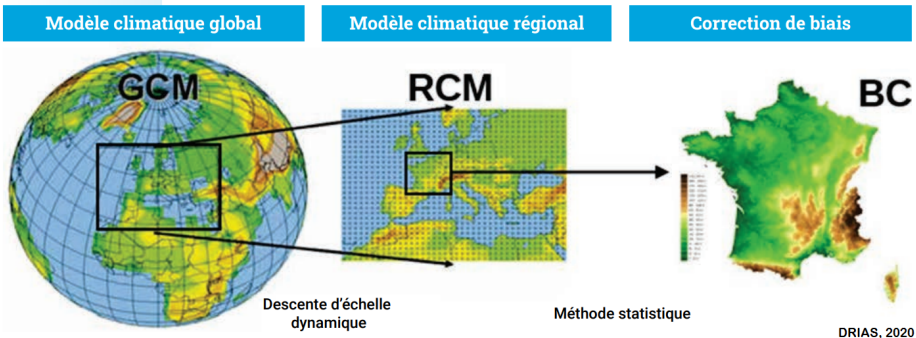 Modèle climatique global
Modèle climatique régional
Correction de biais
GCM
RCM
BC
Descente d'échelle
dynamique
Méthode statistique
DRIAS, 2020